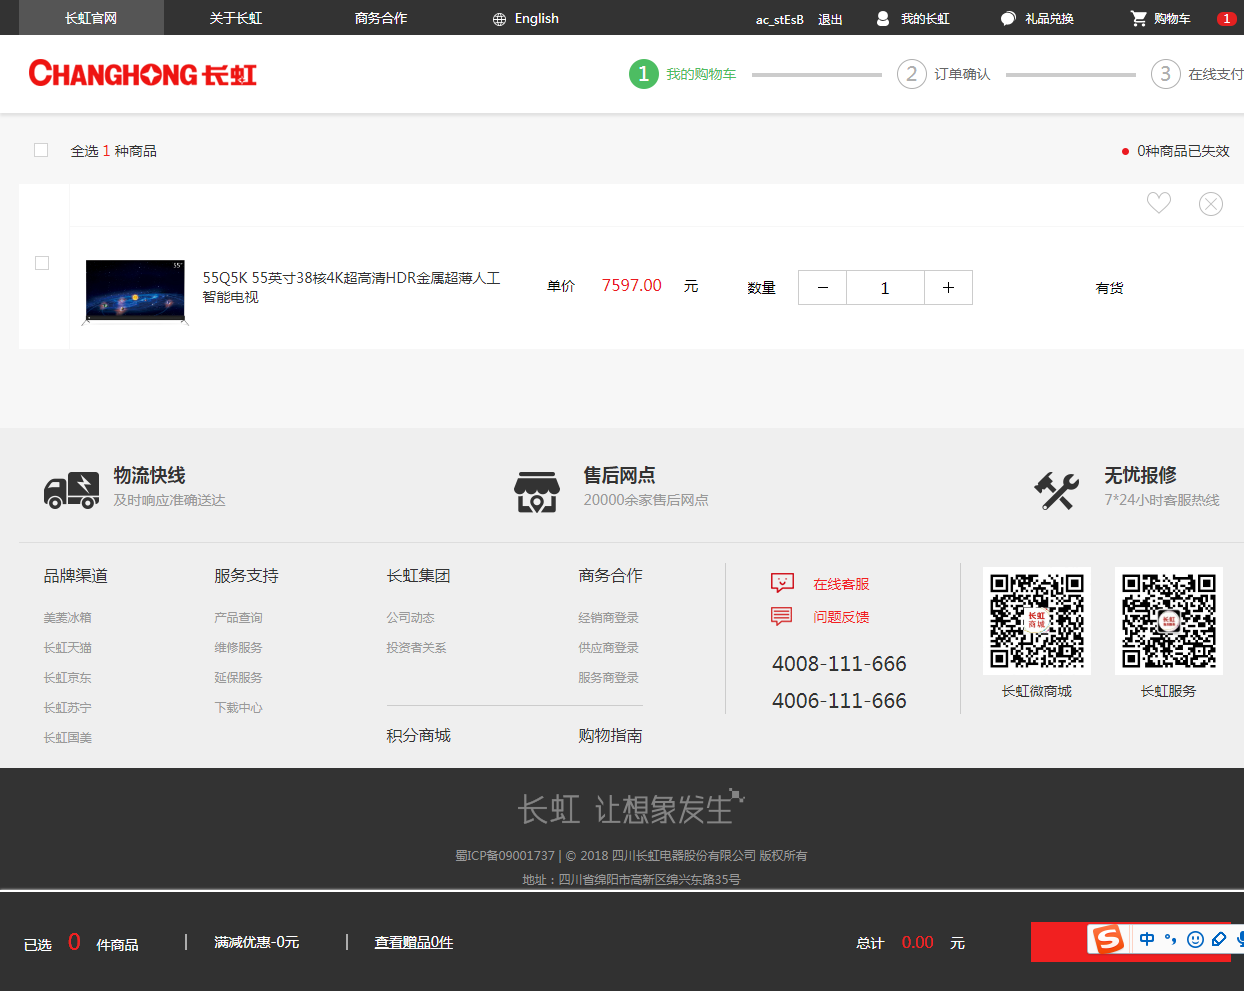 长虹官网 关于长虹 商务合作 English ac_stEsB 退出 我的长虹 礼品兑换 购物车 1
CHANGHONG 长虹 1 我的购物车 2 订单确认 3 在线支付
全选 1 种商品 0种商品已失效
55Q5K 55英寸38核4K超高清HDR金属超薄人工
智能电视
单价 7597.00 元 数量 − 1 + 有货
55"
物流快线
及时响应准确送达
售后网点
20000余家售后网点
无忧报修
7*24小时客服热线
品牌渠道
美菱冰箱
长虹天猫
长虹京东
长虹苏宁
长虹国美
服务支持
产品查询
维修服务
延保服务
下载中心
长虹集团
公司动态
投资者关系
积分商城
商务合作
经销商登录
供应商登录
服务商登录
购物指南
在线客服
问题反馈
4008-111-666
4006-111-666
长虹
商城
长虹微商城
长虹服务
长虹 让想象发生
蜀ICP备09001737 | © 2018 四川长虹电器股份有限公司 版权所有
地址：四川省绵阳市高新区绵兴东路35号
已选 0 件商品 | 满减优惠-0元 | 查看赠品0件 总计 0.00 元
S 中